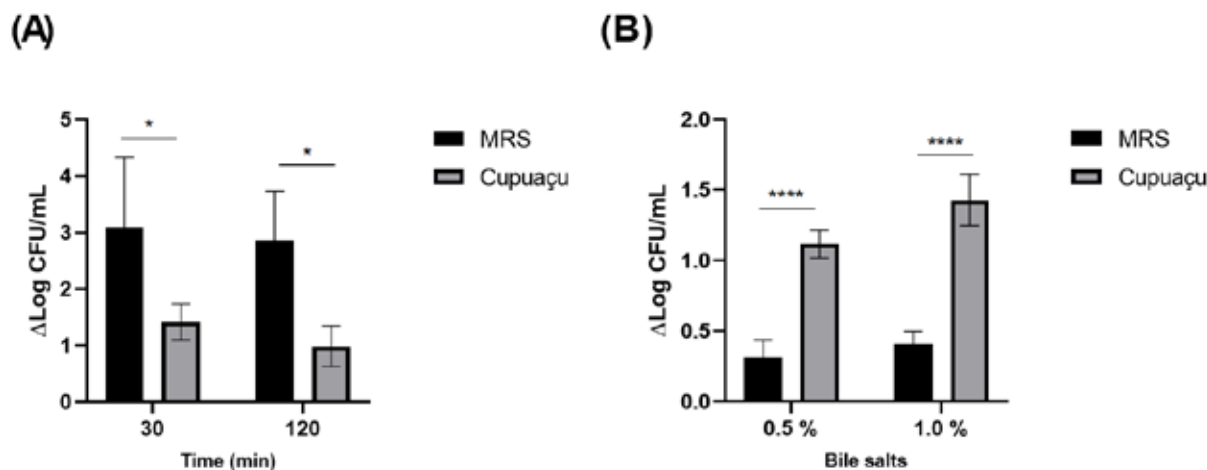 (A)
ΔLog CFU/mL
5
4
3
2
1
0
*
*
30
120
Time (min)
MRS
Cupuaçu
(B)
ΔLog CFU/mL
2.0
1.5
1.0
0.5
0.0
****
****
0.5 %
1.0 %
Bile salts
MRS
Cupuaçu